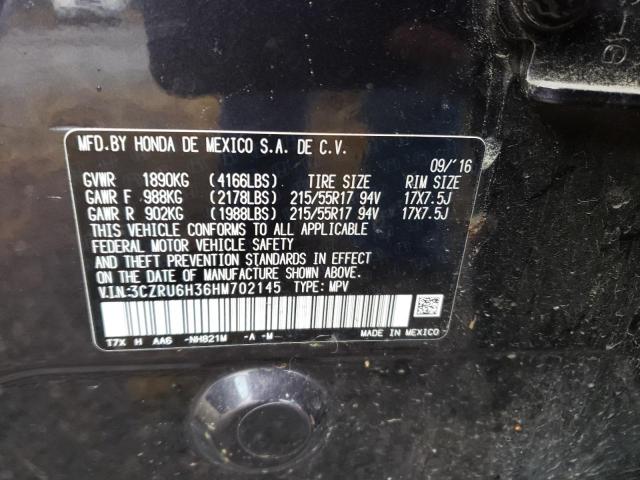 MFD.BY HONDA DE MEXICO S.A. DE C.V.
09/'16
GVWR 1890KG (4166LBS) TIRE SIZE RIM SIZE
GAWR F 988KG (2178LBS) 215/55R17 94V 17X7.5J
GAWR R 902KG (1988LBS) 215/55R17 94V 17X7.5J
THIS VEHICLE CONFORMS TO ALL APPLICABLE
FEDERAL MOTOR VEHICLE SAFETY
AND THEFT PREVENTION STANDARDS IN EFFECT
ON THE DATE OF MANUFACTURE SHOWN ABOVE.
V.I.N:3CZRU6H36HM702145 TYPE: MPV
T7X H AA6 -NH821M -A -M- MADE IN MEXICO